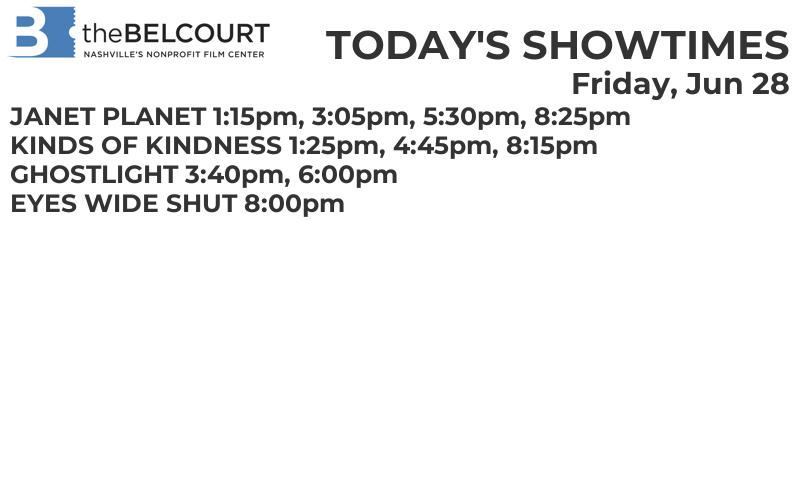 B theBELCOURT
NASHVILLE'S NONPROFIT FILM CENTER
TODAY'S SHOWTIMES
Friday, Jun 28
JANET PLANET 1:15pm, 3:05pm, 5:30pm, 8:25pm
KINDS OF KINDNESS 1:25pm, 4:45pm, 8:15pm
GHOSTLIGHT 3:40pm, 6:00pm
EYES WIDE SHUT 8:00pm